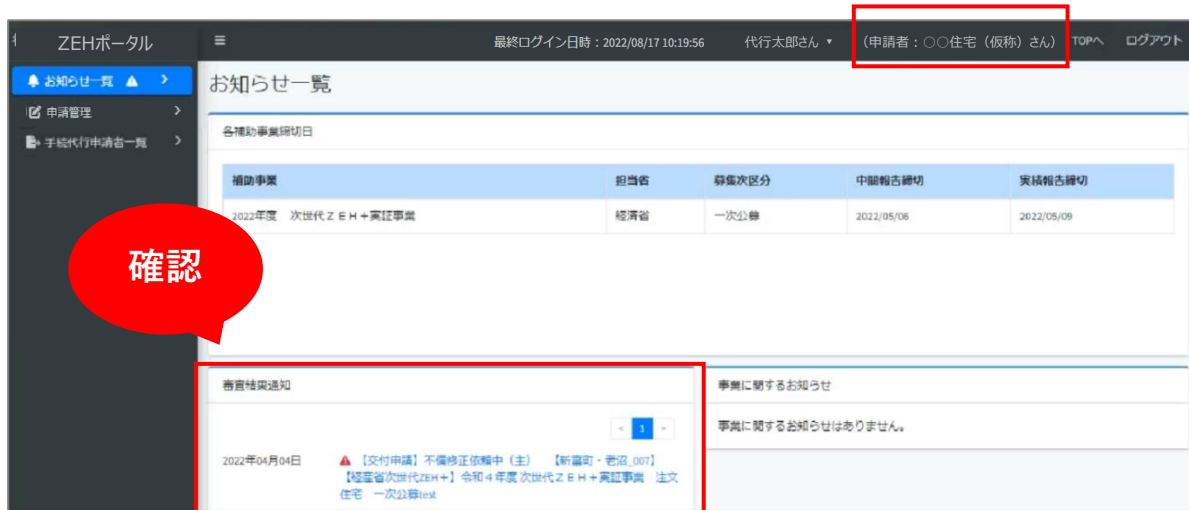 ZEHポータル
最終ログイン日時：2022/08/17 10:19:56 代行太郎さん （申請者：○○住宅（仮称）さん） TOPへ ログアウト
お知らせ一覧
申請管理
手続代行申請者一覧
お知らせ一覧
各補助事業締切日
補助事業 担当省 募集次区分 中間報告締切 実績報告締切
2022年度 次世代ＺＥＨ＋実証事業 経済省 一次公募 2022/05/06 2022/05/09
確認
審査結果通知
< 1 >
2022年04月04日 【交付申請】不備修正依頼中（主） 【新富町・老沼_007】
【経産省次世代ZEH+】令和４年度 次世代ＺＥＨ＋実証事業 注文
住宅 一次公募test
事業に関するお知らせ
事業に関するお知らせはありません。